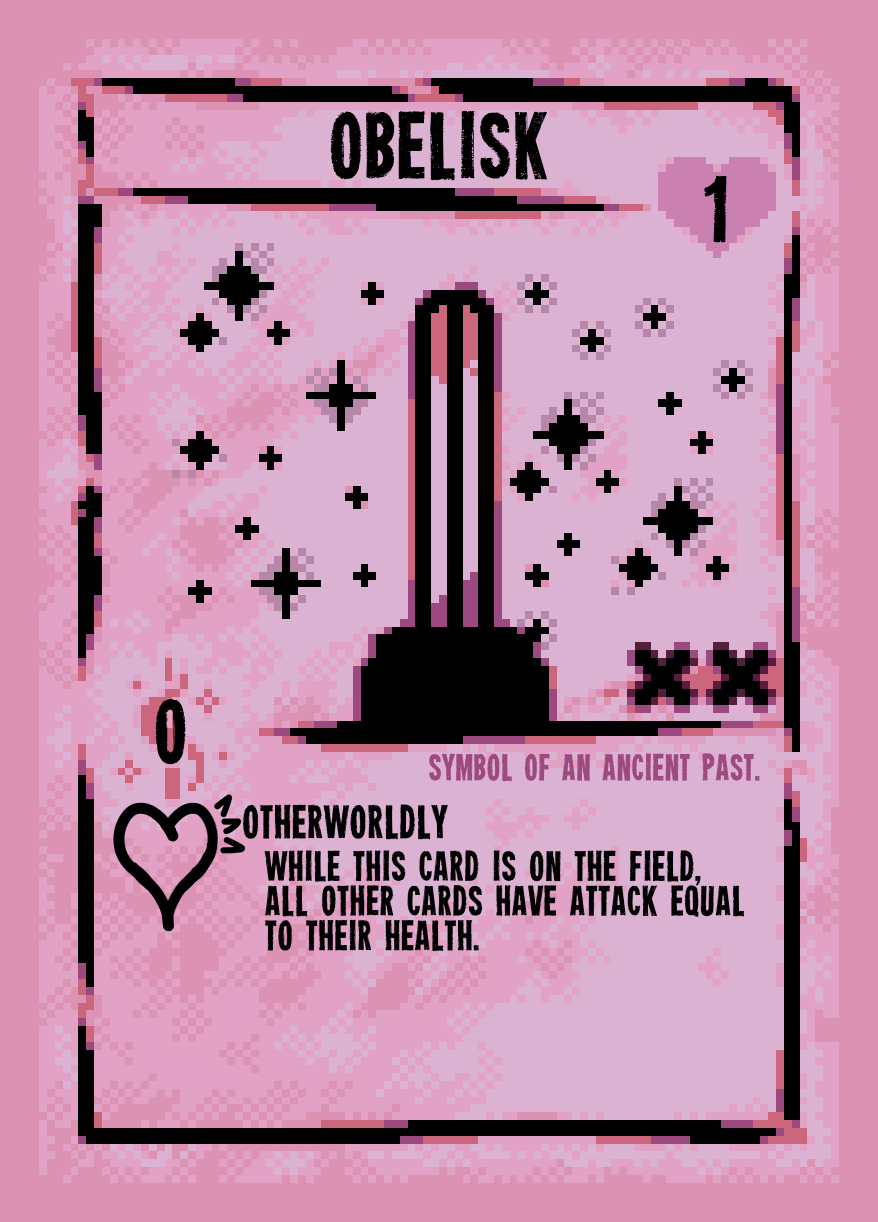 OBELISK
1
XX
0
SYMBOL OF AN ANCIENT PAST.
OTHERWORLDLY
WHILE THIS CARD IS ON THE FIELD,
ALL OTHER CARDS HAVE ATTACK EQUAL
TO THEIR HEALTH.